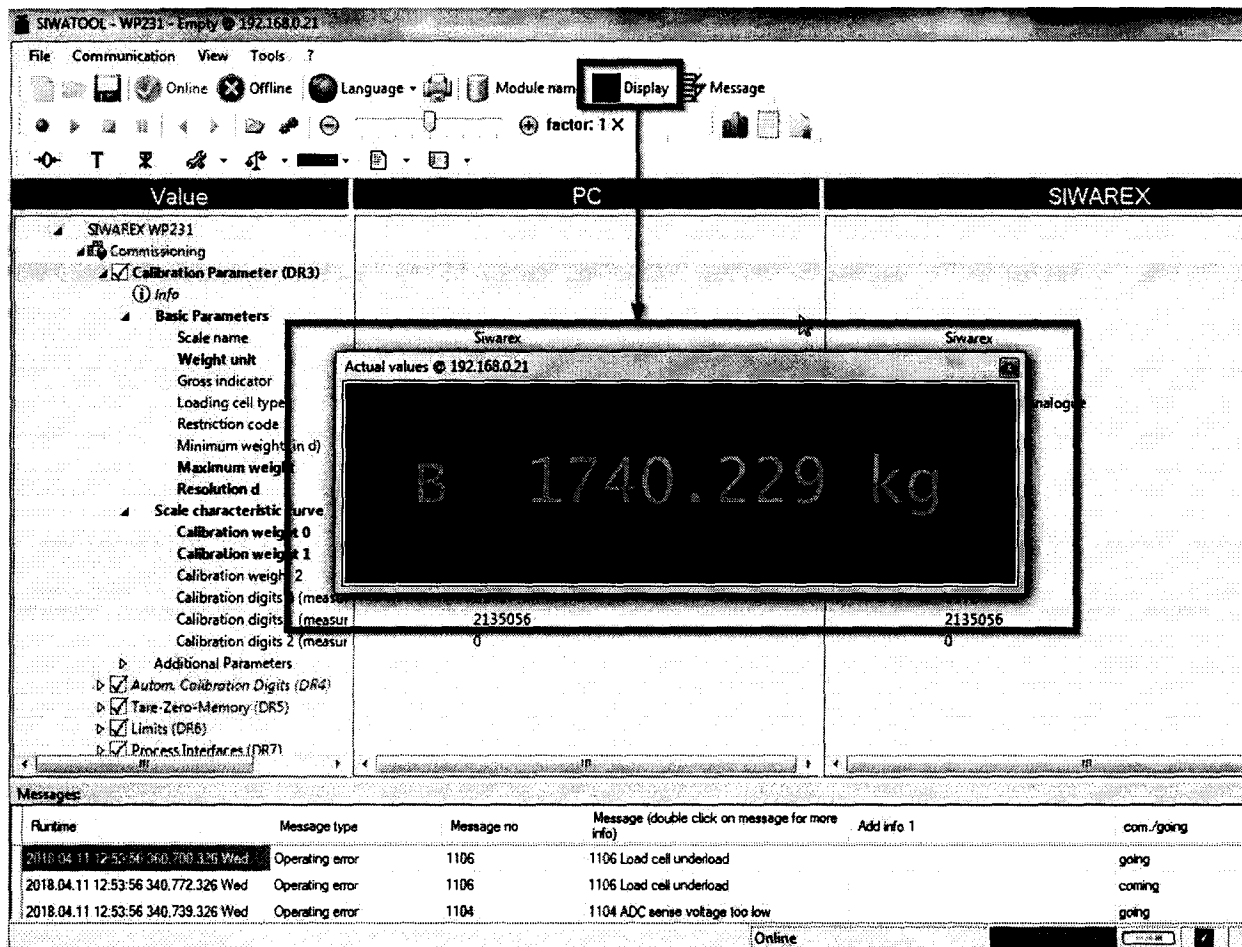 SIWATOOL - WP231 - Empty @ 192.168.0.21
File Communication View Tools ?
Online Offline Language Module nam Display Message
factor: 1 X
T
Value PC SIWAREX
SIWAREX WP231
Commissioning
Calibration Parameter (DR3)
Info
Basic Parameters
Scale name Siwarex Siwarex
Weight unit
Actual values @ 192.168.0.21
Gross indicator
Loading cell type nalogue
Restriction code
Minimum weight (in d)
Maximum weigh
B 1740.229 kg
Resolution d
Scale characteristic curve
Calibration weight 0
Calibration weight 1
Calibration weight 2
Calibration digits (measur
Calibration digits (measur 2135056 2135056
Calibration digits 2 (measur 0 0
Additional Parameters
Autom. Calibration Digits (DR4)
Tare-Zero-Memory (DR5)
Limits (DR6)
Process Interfaces (DR7)
Messages:
Runtime Message type Message no Message (double click on message for more info) Add info 1 com./going
2018.04.11 12:53:56 360.700.326 Wed Operating error 1106 1106 Load cell underload going
2018.04.11 12:53:56 340.772.326 Wed Operating error 1106 1106 Load cell underload coming
2018.04.11 12:53:56 340.739.326 Wed Operating error 1104 1104 ADC sense voltage too low going
Online